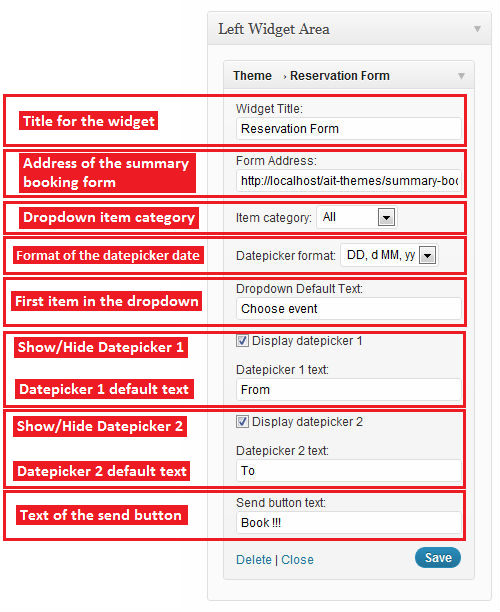 Left Widget Area
Theme › Reservation Form
Title for the widget
Widget Title:
Reservation Form
Address of the summary
booking form
Form Address:
http://localhost/ait-themes/summary-boo
Dropdown item category
Item category: All
Format of the datepicker date
Datepicker format: DD, d MM, yy
First item in the dropdown
Dropdown Default Text:
Choose event
Show/Hide Datepicker 1
Display datepicker 1
Datepicker 1 default text
Datepicker 1 text:
From
Show/Hide Datepicker 2
Display datepicker 2
Datepicker 2 default text
Datepicker 2 text:
To
Text of the send button
Send button text:
Book !!!
Delete | Close
Save